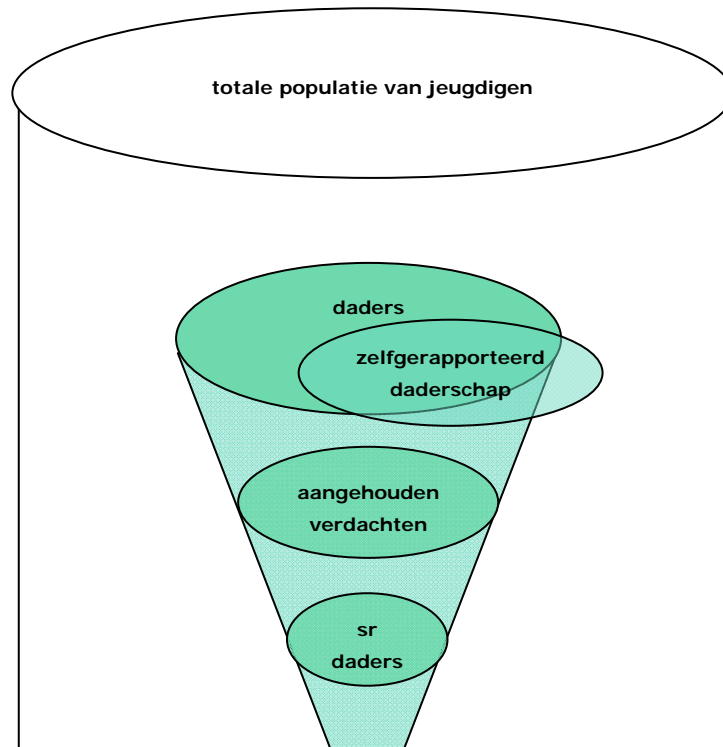 totale populatie van jeugdigen
daders
zelfgerapporteerd
daderschap
aangehouden
verdachten
sr
daders